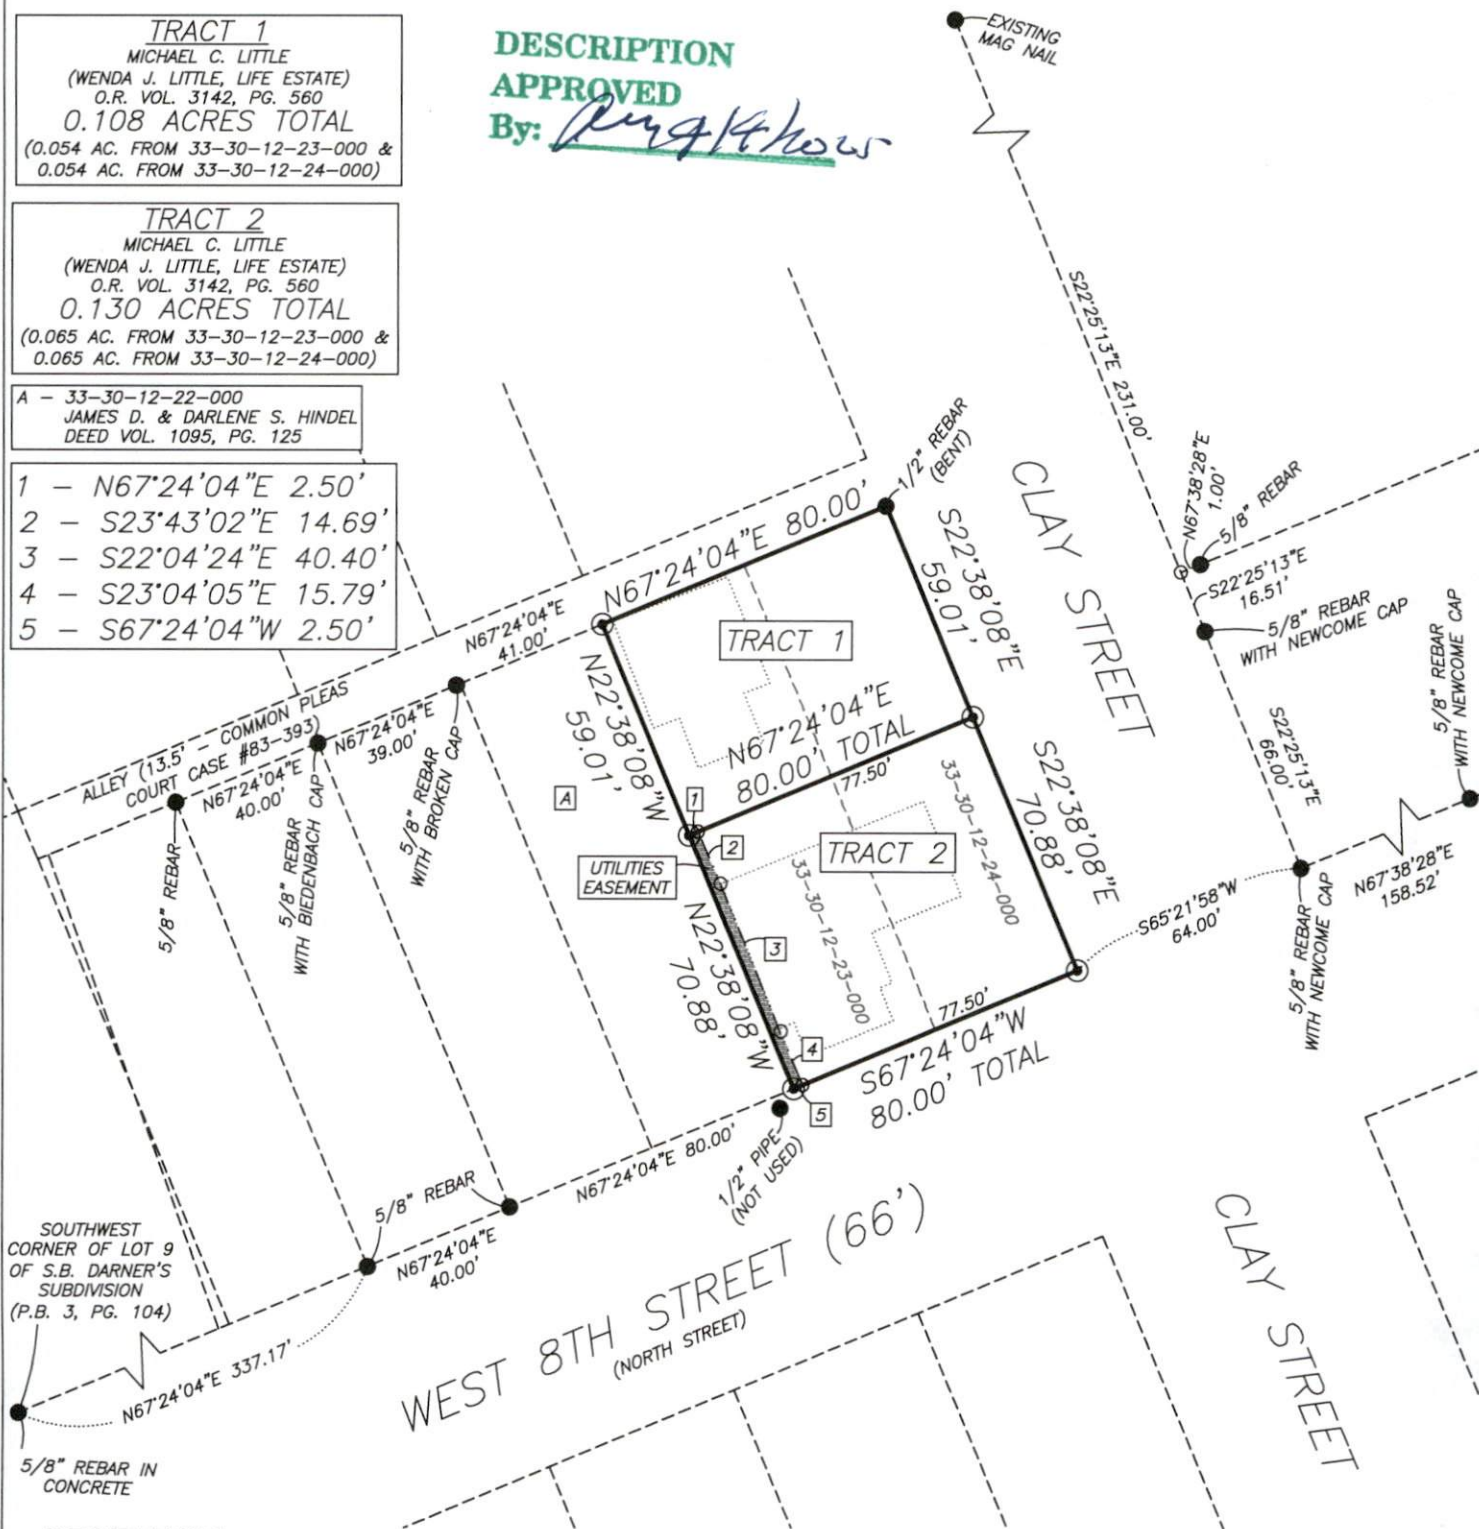 TRACT 1
MICHAEL C. LITTLE
(WENDA J. LITTLE, LIFE ESTATE)
O.R. VOL. 3142, PG. 560
0.108 ACRES TOTAL
(0.054 AC. FROM 33-30-12-23-000 &
0.054 AC. FROM 33-30-12-24-000)
TRACT 2
MICHAEL C. LITTLE
(WENDA J. LITTLE, LIFE ESTATE)
O.R. VOL. 3142, PG. 560
0.130 ACRES TOTAL
(0.065 AC. FROM 33-30-12-23-000 &
0.065 AC. FROM 33-30-12-24-000)
A - 33-30-12-22-000
JAMES D. & DARLENE S. HINDEL
DEED VOL. 1095, PG. 125
1 - N67°24'04"E 2.50'
2 - S23°43'02"E 14.69'
3 - S22°04'24"E 40.40'
4 - S23°04'05"E 15.79'
5 - S67°24'04"W 2.50'
DESCRIPTION
APPROVED
By:
EXISTING
MAG NAIL
S22°25'13"E 231.00'
1/2" REBAR
(BENT)
CLAY STREET
N67°38'28"E
1.00'
5/8" REBAR
S22°25'13"E
16.51'
5/8" REBAR
WITH NEWCOME CAP
5/8" REBAR
WITH NEWCOME CAP
S22°25'13"E
66.00'
N67°38'28"E
158.52'
5/8" REBAR
WITH NEWCOME CAP
S65°21'58"W
64.00'
N67°24'04"E 80.00'
S22°38'08"E
59.01'
TRACT 1
N22°38'08"W
59.01'
N67°24'04"E
80.00' TOTAL
77.50'
S22°38'08"E
70.88'
33-30-12-24-000
TRACT 2
33-30-12-23-000
1
2
3
4
5
A
UTILITIES
EASEMENT
N22°38'08"W
70.88'
77.50'
S67°24'04"W
80.00' TOTAL
N67°24'04"E
41.00'
ALLEY (13.5' - COMMON PLEAS
COURT CASE #83-393)
N67°24'04"E
39.00'
N67°24'04"E
40.00'
5/8" REBAR
5/8" REBAR
WITH BIEDENBACH CAP
5/8" REBAR
WITH BROKEN CAP
1/2" PIPE
(NOT USED)
N67°24'04"E 80.00'
5/8" REBAR
N67°24'04"E
40.00'
SOUTHWEST
CORNER OF LOT 9
OF S.B. DARNER'S
SUBDIVISION
(P.B. 3, PG. 104)
N67°24'04"E 337.17'
5/8" REBAR IN
CONCRETE
WEST 8TH STREET (66')
(NORTH STREET)
CLAY STREET